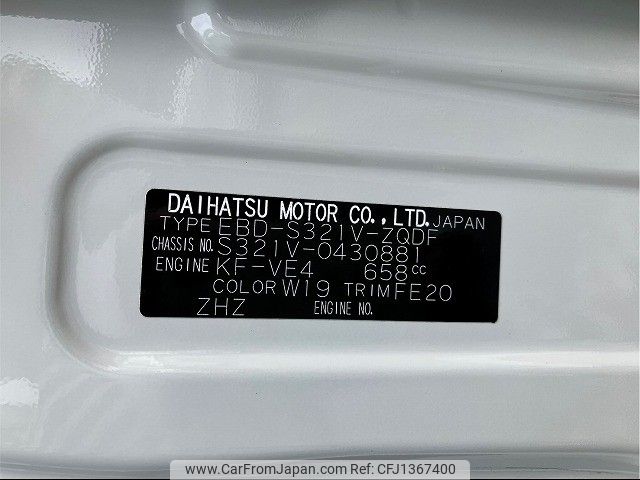 DAIHATSU MOTOR CO.,LTD. JAPAN
TYPE EBD-S321V-ZQDF
CHASSIS NO. S321V-0430881
ENGINE KF-VE4 658cc
COLOR W19 TRIM FE20
ZHZ ENGINE NO.
www.CarFromJapan.com CFJ1367400